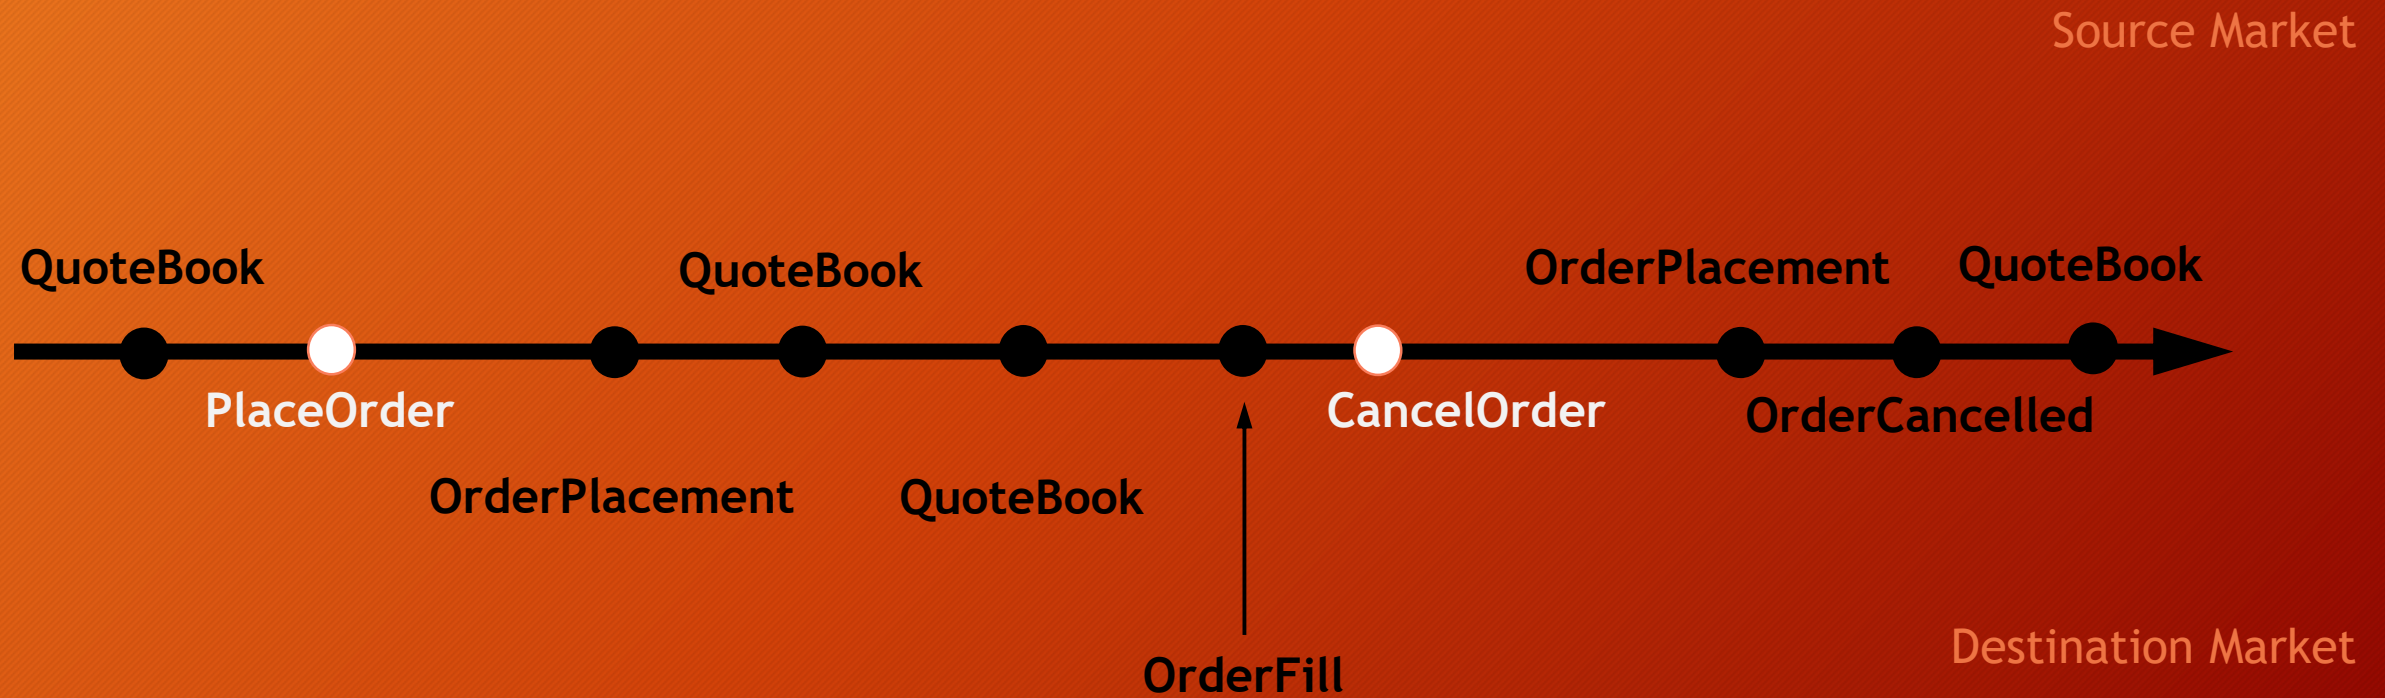 Source Market
QuoteBook
QuoteBook
OrderPlacement
QuoteBook
PlaceOrder
CancelOrder
OrderCancelled
OrderPlacement
QuoteBook
OrderFill
Destination Market